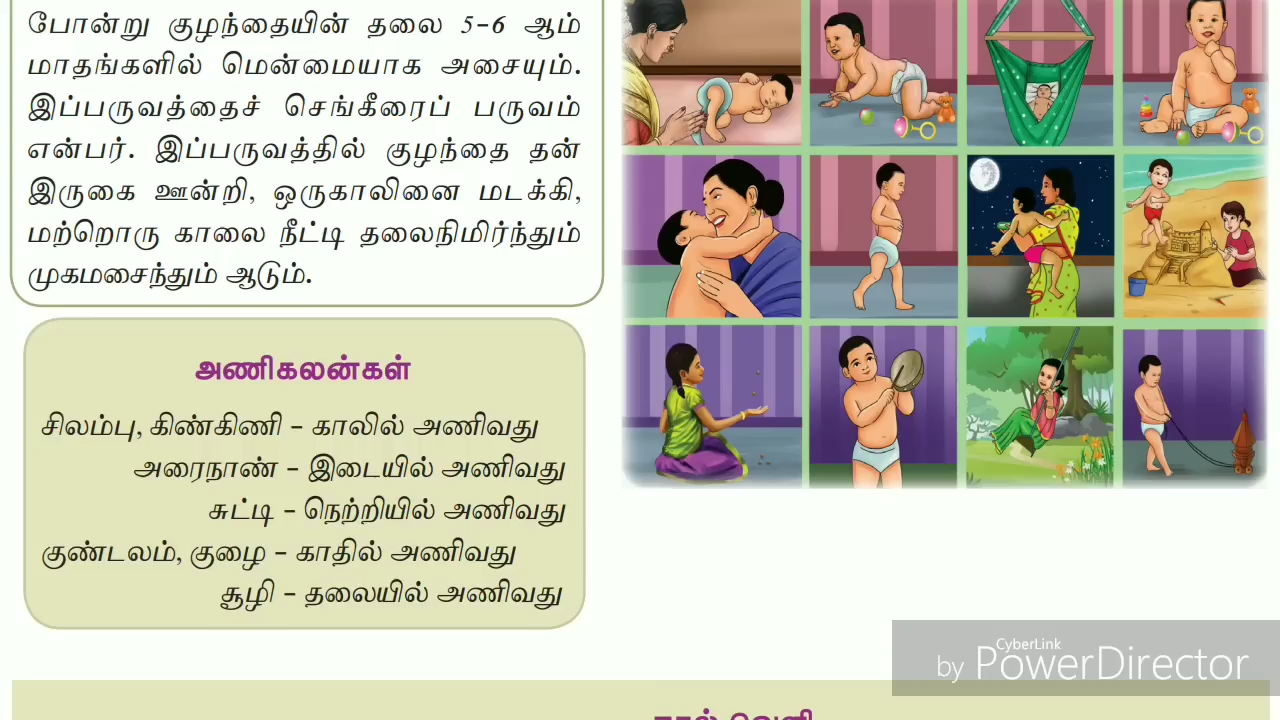 போன்று குழந்தையின் தலை 5-6 ஆம்
மாதங்களில் மென்மையாக அசையும்.
இப்பருவத்தைச் செங்கீரைப் பருவம்
என்பர். இப்பருவத்தில் குழந்தை தன்
இருகை ஊன்றி, ஒருகாலினை மடக்கி,
மற்றொரு காலை நீட்டி தலைநிமிர்ந்தும்
முகமசைந்தும் ஆடும்.
அணிகலன்கள்
சிலம்பு, கிண்கிணி - காலில் அணிவது
அரைநாண் - இடையில் அணிவது
சுட்டி - நெற்றியில் அணிவது
குண்டலம், குழை - காதில் அணிவது
சூழி - தலையில் அணிவது
CyberLink
by PowerDirector